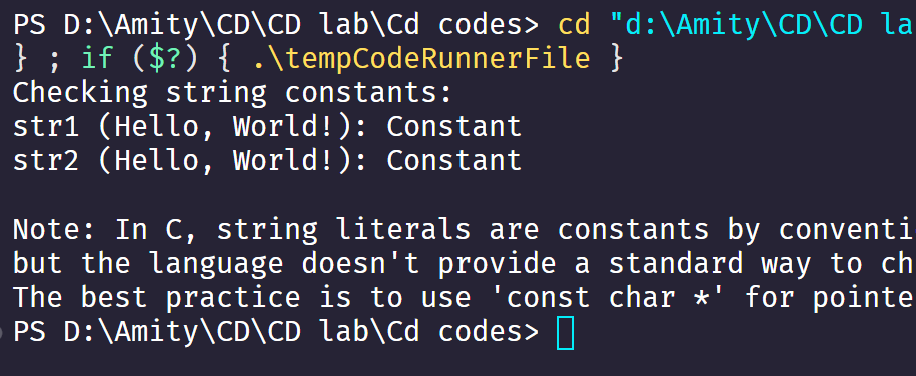 PS D:\Amity\CD\CD lab\Cd codes> cd "d:\Amity\CD\CD la
} ; if ($?) { .\tempCodeRunnerFile }
Checking string constants:
str1 (Hello, World!): Constant
str2 (Hello, World!): Constant
Note: In C, string literals are constants by conventi
but the language doesn't provide a standard way to ch
The best practice is to use 'const char *' for pointe
PS D:\Amity\CD\CD lab\Cd codes>